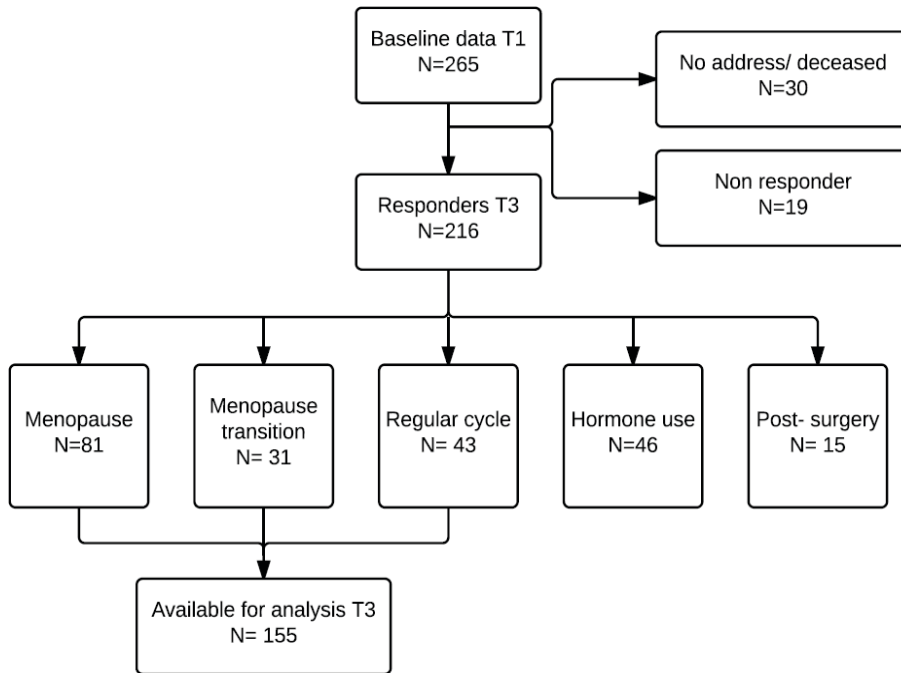 Baseline data T1
N=265
No address/ deceased
N=30
Non responder
N=19
Responders T3
N=216
Menopause
N=81
Menopause
transition
N= 31
Regular cycle
N= 43
Hormone use
N=46
Post- surgery
N= 15
Available for analysis T3
N= 155